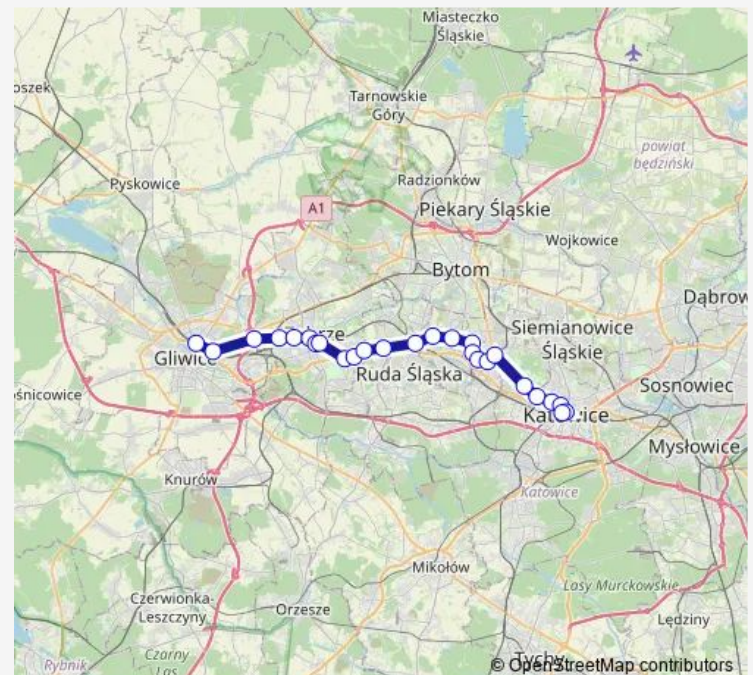 Miasteczko
Śląskie
oszek
Tarnowskie
Góry
powiat
będziński
Pyskowice
Radzionków
A1
Piekary Śląskie
Wojkowice
Bytom
Dąbrow
Siemianowice
Śląskie
Gliwice
Ruda Śląska
Sosnowiec
ośnicowice
Katowice
Mysłowice
Knurów
Katowice
Mikołów
Czerwionka-
Leszczyny
Orzesze
Lasy Murckowskie
Lędziny
Czarny
Las
Rybnik
Tychy
© OpenStreetMap contributors